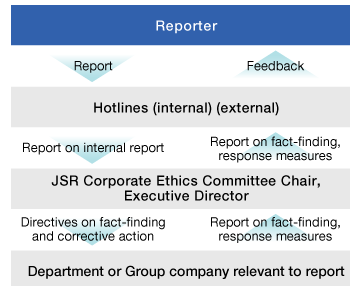 Reporter
Report
Feedback
Hotlines (internal) (external)
Report on internal report
Report on fact-finding,
response measures
JSR Corporate Ethics Committee Chair,
Executive Director
Directives on fact-finding
and corrective action
Report on fact-finding,
response measures
Department or Group company relevant to report